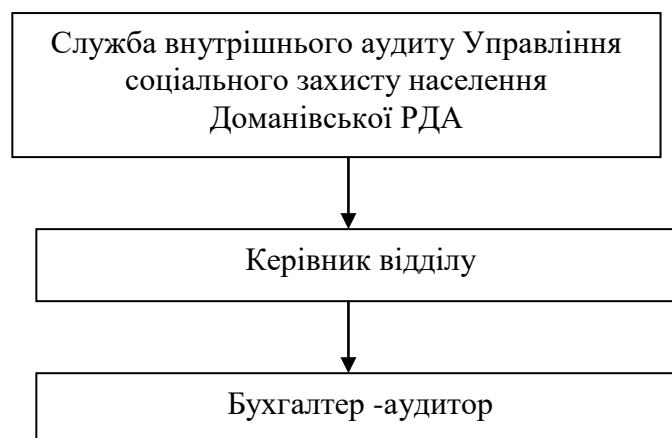 Служба внутрішнього аудиту Управління
соціального захисту населення
Доманівської РДА
Керівник відділу
Бухгалтер -аудитор